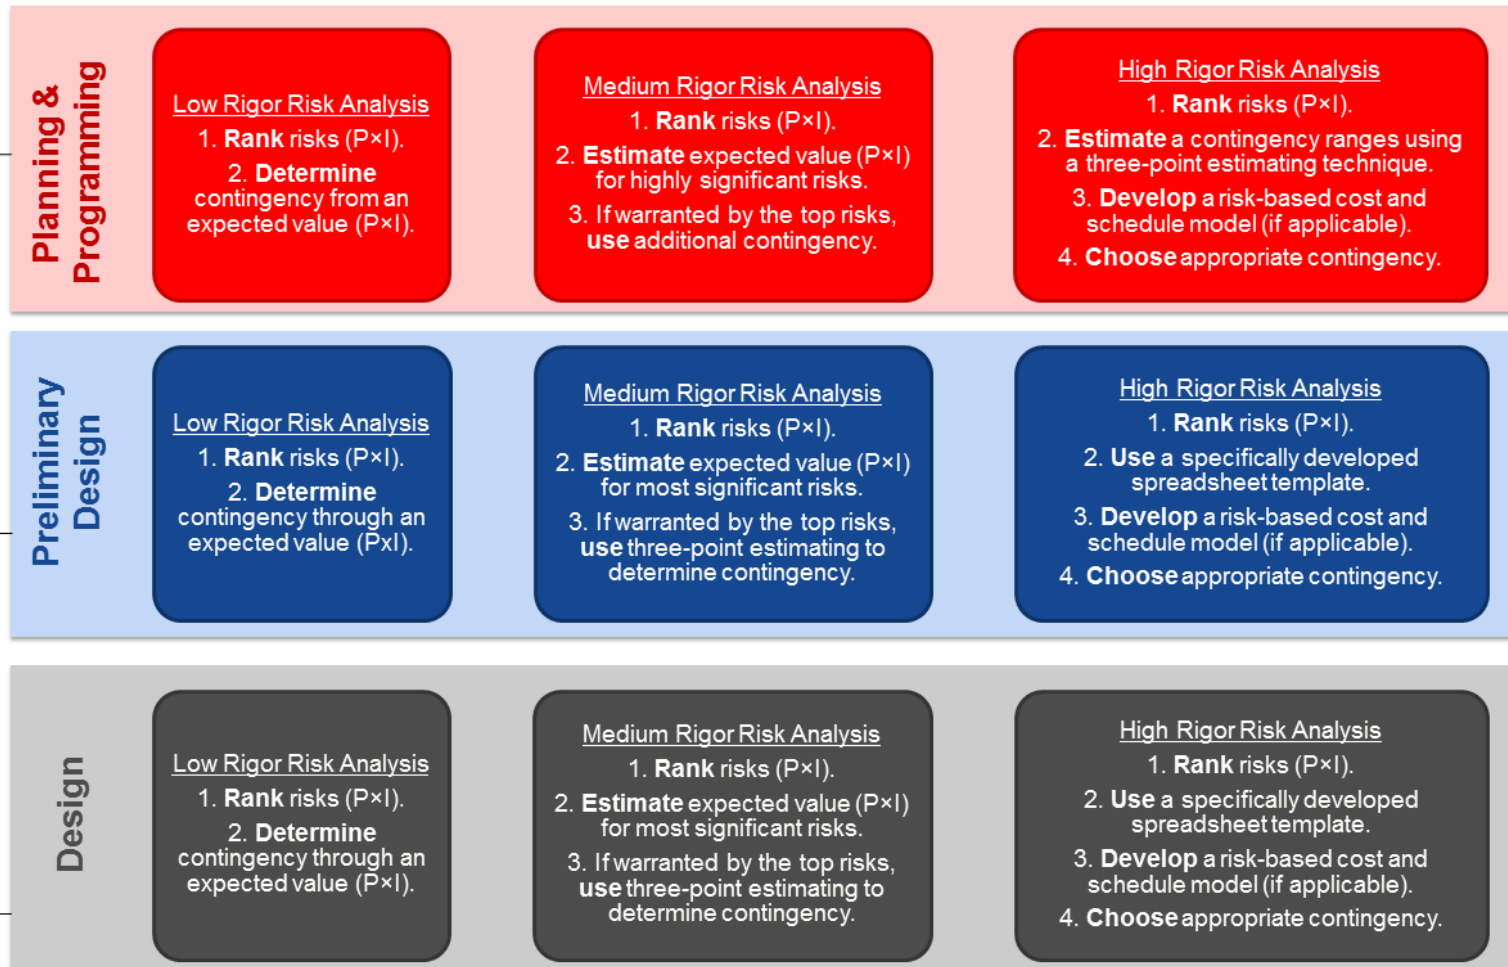 Planning &
Programming
Low Rigor Risk Analysis
1. Rank risks (P×I).
2. Determine
contingency from an
expected value (P×I).
Medium Rigor Risk Analysis
1. Rank risks (P×I).
2. Estimate expected value (P×I)
for highly significant risks.
3. If warranted by the top risks,
use additional contingency.
High Rigor Risk Analysis
1. Rank risks (P×I).
2. Estimate a contingency ranges using
a three-point estimating technique.
3. Develop a risk-based cost and
schedule model (if applicable).
4. Choose appropriate contingency.
Preliminary
Design
Low Rigor Risk Analysis
1. Rank risks (P×I).
2. Determine
contingency through an
expected value (PxI).
Medium Rigor Risk Analysis
1. Rank risks (P×I).
2. Estimate expected value (P×I)
for most significant risks.
3. If warranted by the top risks,
use three-point estimating to
determine contingency.
High Rigor Risk Analysis
1. Rank risks (P×I).
2. Use a specifically developed
spreadsheet template.
3. Develop a risk-based cost and
schedule model (if applicable).
4. Choose appropriate contingency.
Design
Low Rigor Risk Analysis
1. Rank risks (P×I).
2. Determine
contingency through an
expected value (P×I).
Medium Rigor Risk Analysis
1. Rank risks (P×I).
2. Estimate expected value (P×I)
for most significant risks.
3. If warranted by the top risks,
use three-point estimating to
determine contingency.
High Rigor Risk Analysis
1. Rank risks (P×I).
2. Use a specifically developed
spreadsheet template.
3. Develop a risk-based cost and
schedule model (if applicable).
4. Choose appropriate contingency.